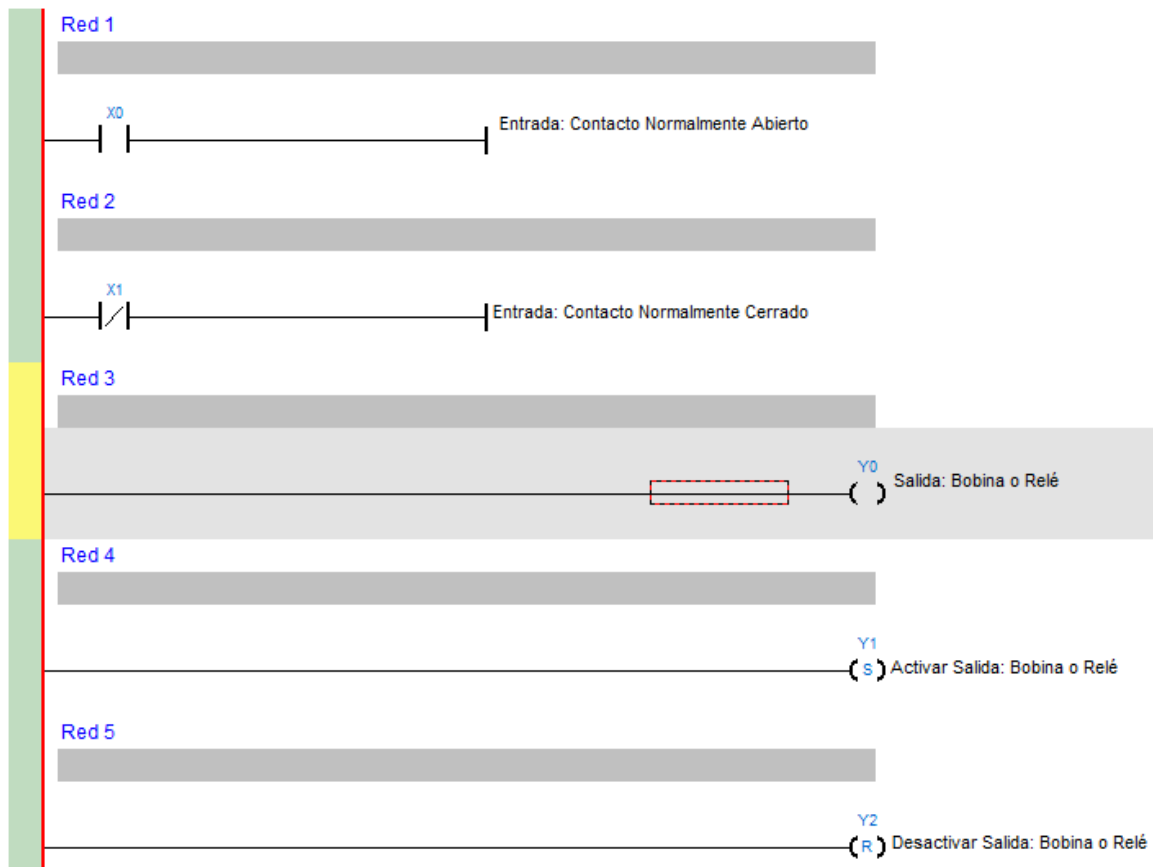 Red 1
X0
Entrada: Contacto Normalmente Abierto
Red 2
X1
Entrada: Contacto Normalmente Cerrado
Red 3
Y0
Salida: Bobina o Relé
Red 4
Y1
S
Activar Salida: Bobina o Relé
Red 5
Y2
R
Desactivar Salida: Bobina o Relé